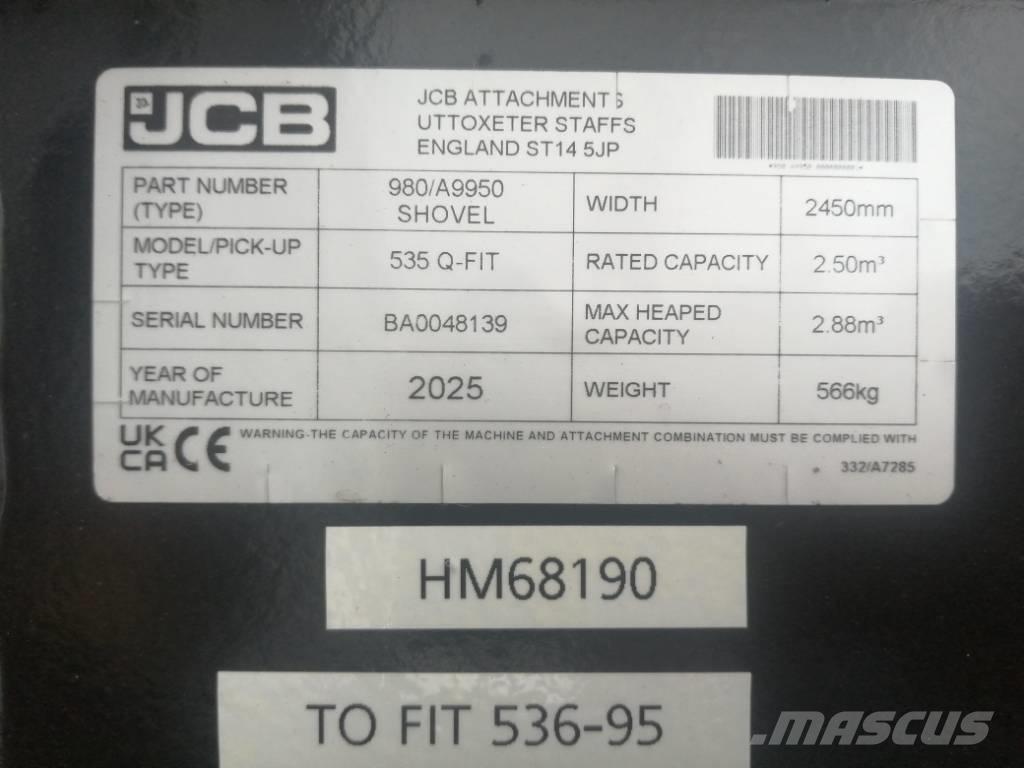 JCB
JCB ATTACHMENTS
UTTOXETER STAFFS
ENGLAND ST14 5JP
PART NUMBER
(TYPE)
980/A9950
SHOVEL
WIDTH
2450mm
MODEL/PICK-UP
TYPE
535 Q-FIT
RATED CAPACITY
2.50m³
SERIAL NUMBER
BA0048139
MAX HEAPED
CAPACITY
2.88m³
YEAR OF
MANUFACTURE
2025
WEIGHT
566kg
UK
CA CE
WARNING-THE CAPACITY OF THE MACHINE AND ATTACHMENT COMBINATION MUST BE COMPLIED WITH
332/A7285
HM68190
TO FIT 536-95
MASCUS